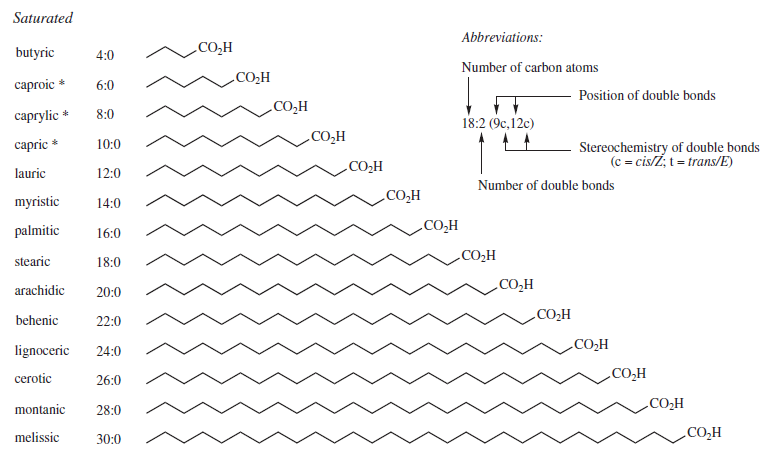 Saturated
butyric 4:0 CO₂H
caproic * 6:0 CO₂H
caprylic * 8:0 CO₂H
capric * 10:0 CO₂H
lauric 12:0 CO₂H
myristic 14:0 CO₂H
palmitic 16:0 CO₂H
stearic 18:0 CO₂H
arachidic 20:0 CO₂H
behenic 22:0 CO₂H
lignoceric 24:0 CO₂H
cerotic 26:0 CO₂H
montanic 28:0 CO₂H
melissic 30:0 CO₂H
Abbreviations:
Number of carbon atoms
Position of double bonds
18:2 (9c,12c)
Stereochemistry of double bonds
(c = cis/Z; t = trans/E)
Number of double bonds